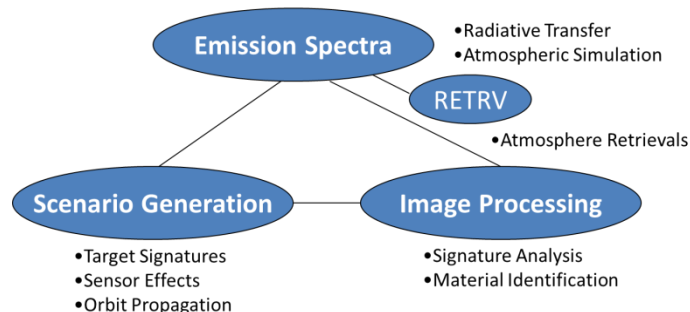 Emission Spectra
•Radiative Transfer
•Atmospheric Simulation
RETRV
•Atmosphere Retrievals
Scenario Generation
Image Processing
•Target Signatures
•Sensor Effects
•Orbit Propagation
•Signature Analysis
•Material Identification